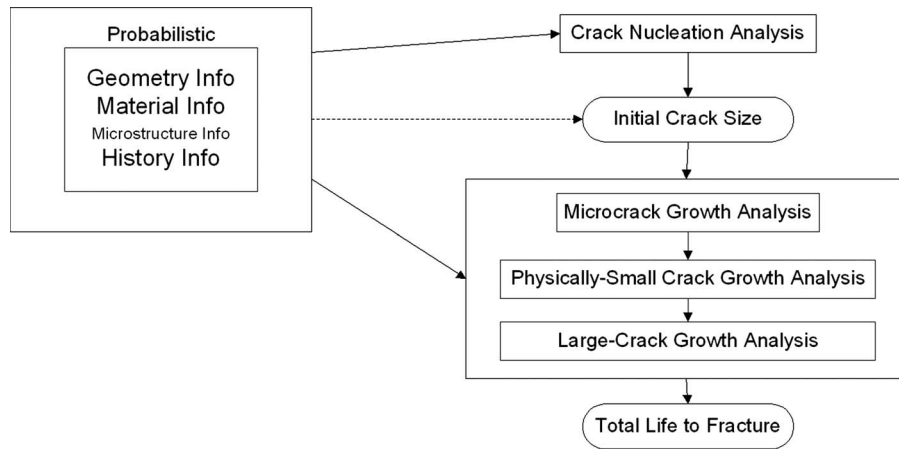 Probabilistic
Geometry Info
Material Info
Microstructure Info
History Info
Crack Nucleation Analysis
Initial Crack Size
Microcrack Growth Analysis
Physically-Small Crack Growth Analysis
Large-Crack Growth Analysis
Total Life to Fracture